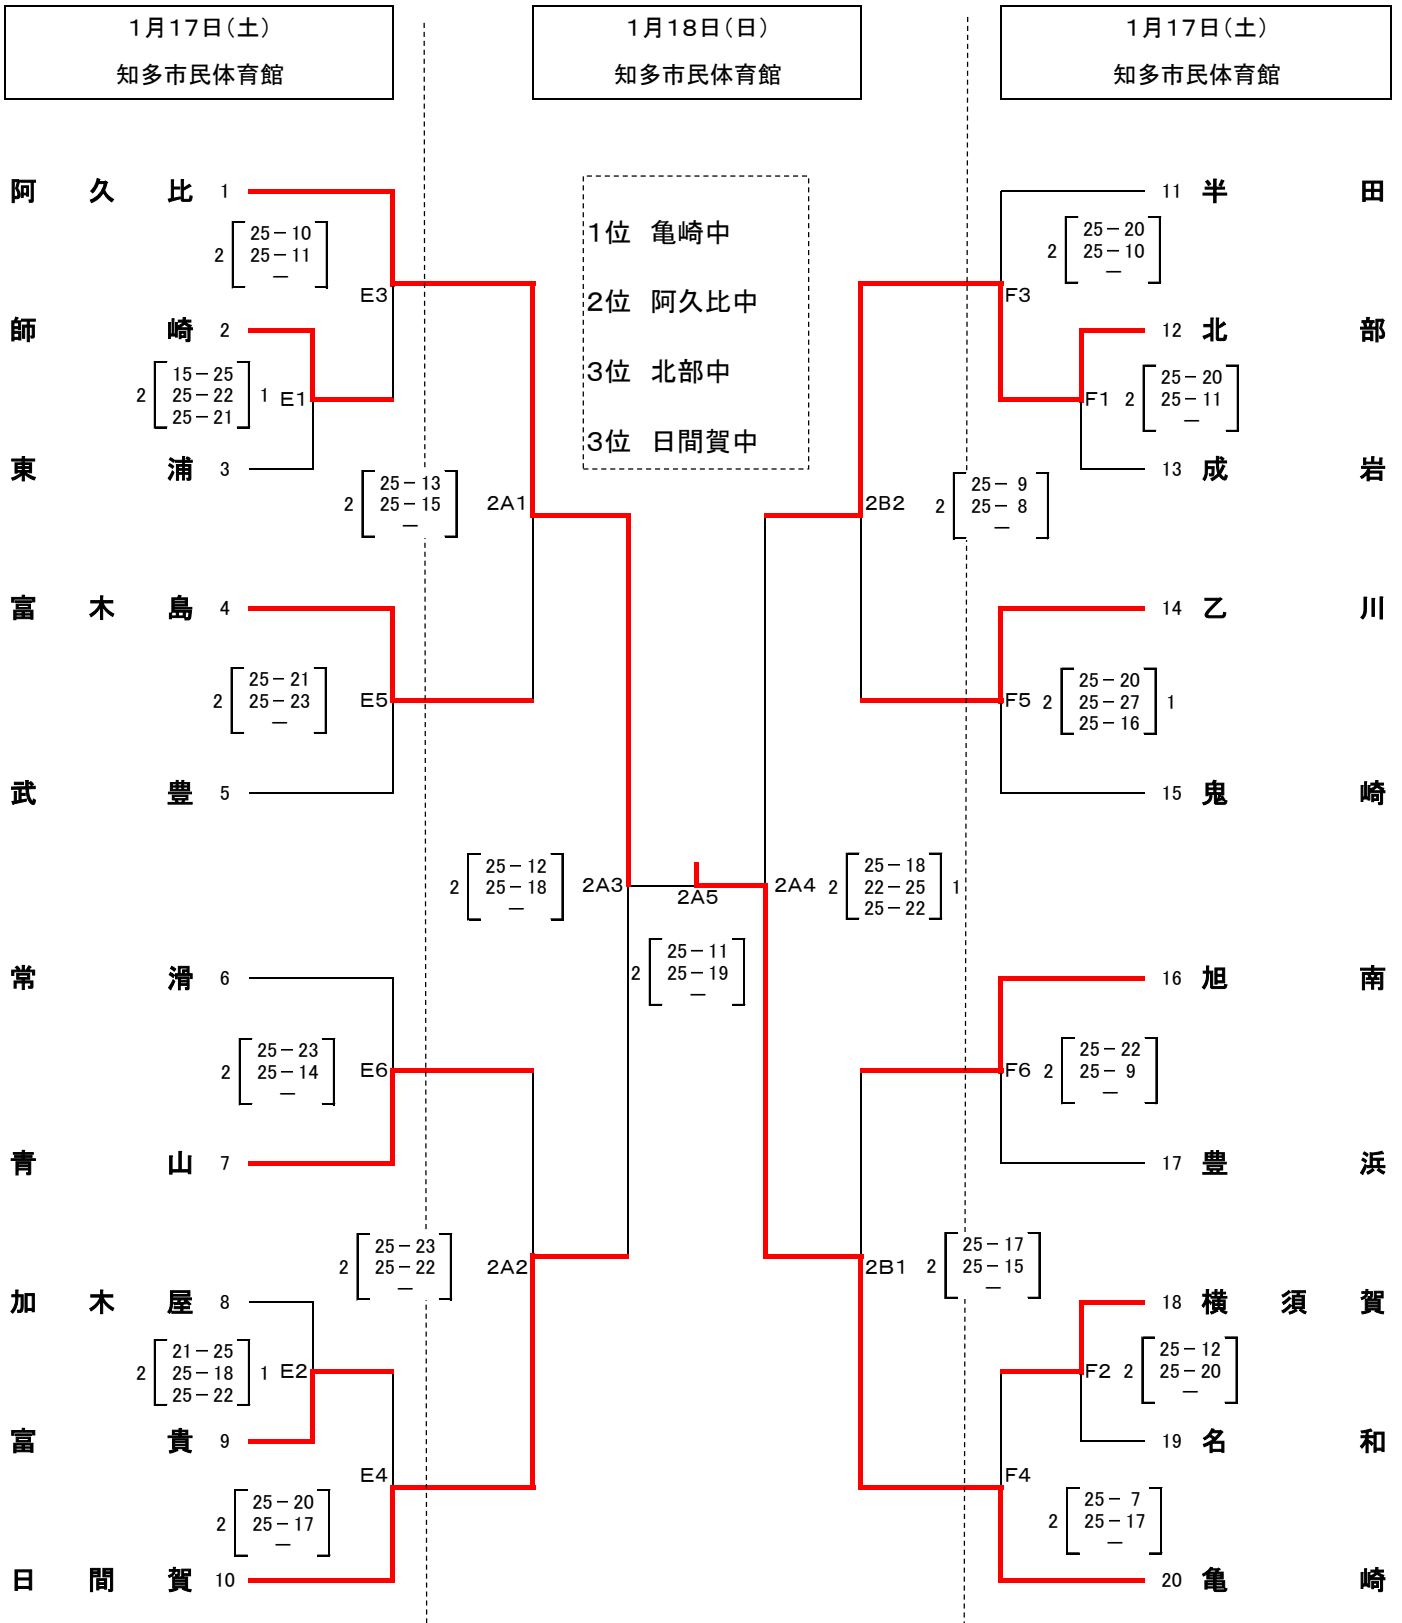 1月17日(土)
知多市民体育館
1月18日(日)
知多市民体育館
1月17日(土)
知多市民体育館
1位 亀崎中
2位 阿久比中
3位 北部中
3位 日間賀中
阿久比 1
2 25-10
25-11
-
E3
師崎 2
2 15-25 1
25-22
25-21
E1
東浦 3
2 25-13
25-15
-
2A1
富木島 4
2 25-21
25-23
-
E5
武豊 5
2 25-12
25-18
-
2A3
常滑 6
2 25-23
25-14
-
E6
青山 7
2 25-23
25-22
-
2A2
加木屋 8
2 21-25 1
25-18
25-22
E2
富貴 9
E4
2 25-20
25-17
-
日間賀 10
2A5
2 25-11
25-19
-
11 半田
2 25-20
25-10
-
F3
12 北部
F1 2 25-20
25-11
-
13 成岩
2B2 2 25-9
25-8
-
14 乙川
F5 2 25-20 1
25-27
25-16
15 鬼崎
2A4 2 25-18 1
22-25
25-22
16 旭南
F6 2 25-22
25-9
-
17 豊浜
2B1 2 25-17
25-15
-
18 横須賀
F2 2 25-12
25-20
-
19 名和
F4
2 25-7
25-17
-
20 亀崎